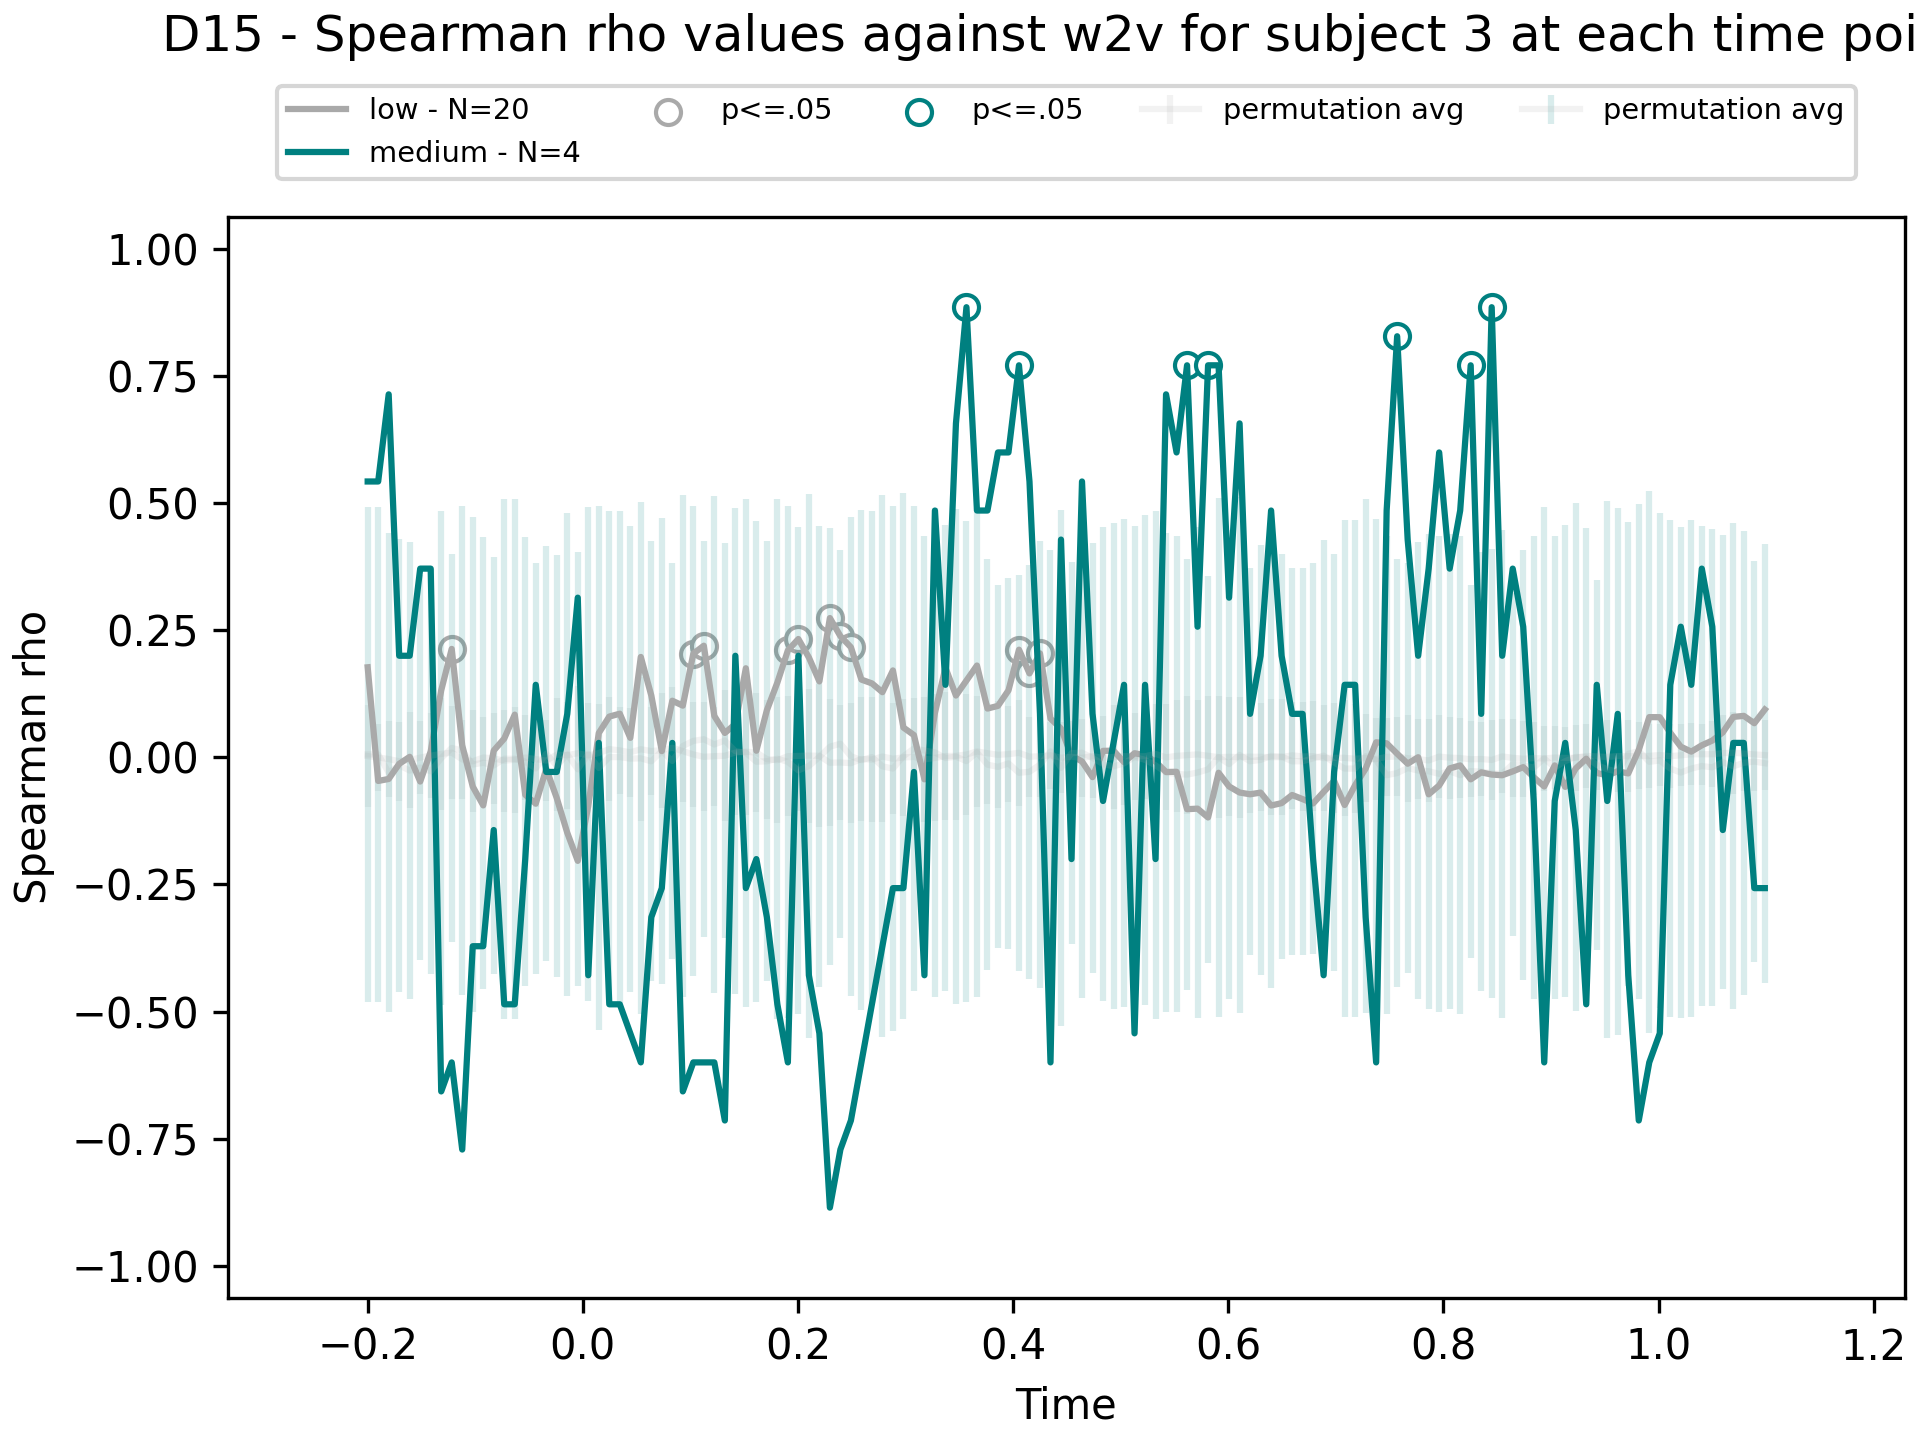 D15 - Spearman rho values against w2v for subject 3 at each time poi
low - N=20
medium - N=4
p<=.05
p<=.05
permutation avg
permutation avg
1.00
0.75
0.50
0.25
0.00
−0.25
−0.50
−0.75
−1.00
Spearman rho
−0.2 0.0 0.2 0.4 0.6 0.8 1.0 1.2
Time